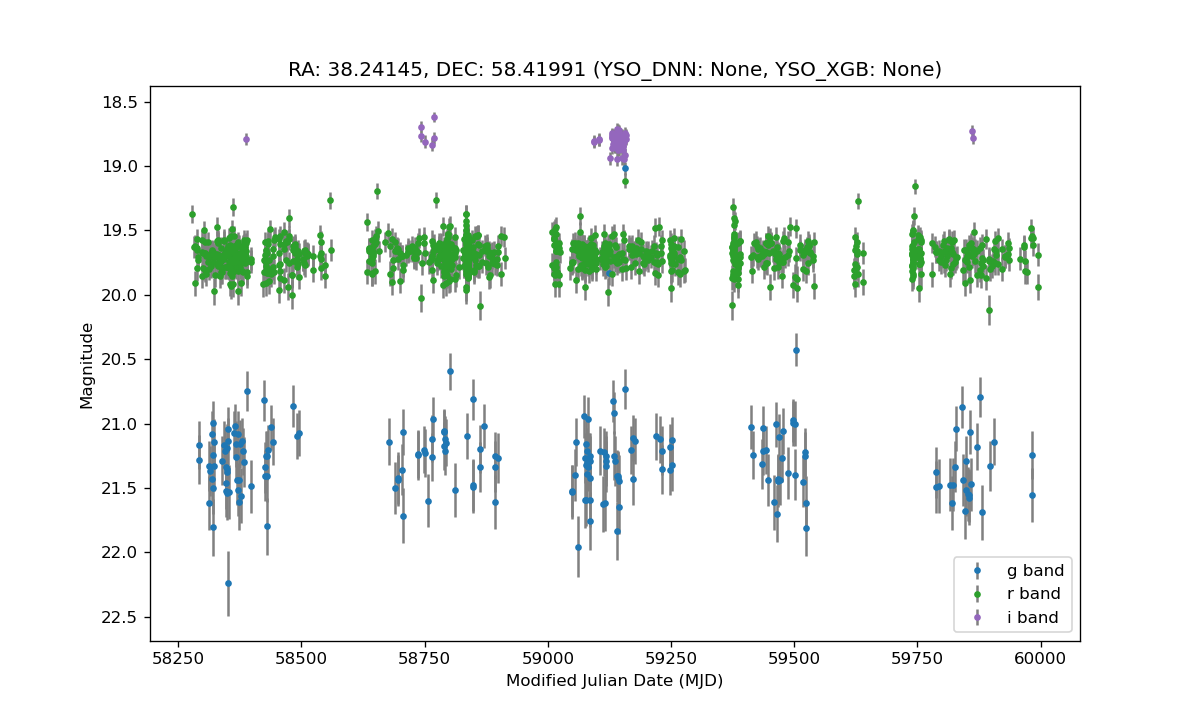 RA: 38.24145, DEC: 58.41991 (YSO_DNN: None, YSO_XGB: None)
18.5
19.0
19.5
20.0
20.5
21.0
21.5
22.0
22.5
Magnitude
58250 58500 58750 59000 59250 59500 59750 60000
Modified Julian Date (MJD)
g band
r band
i band